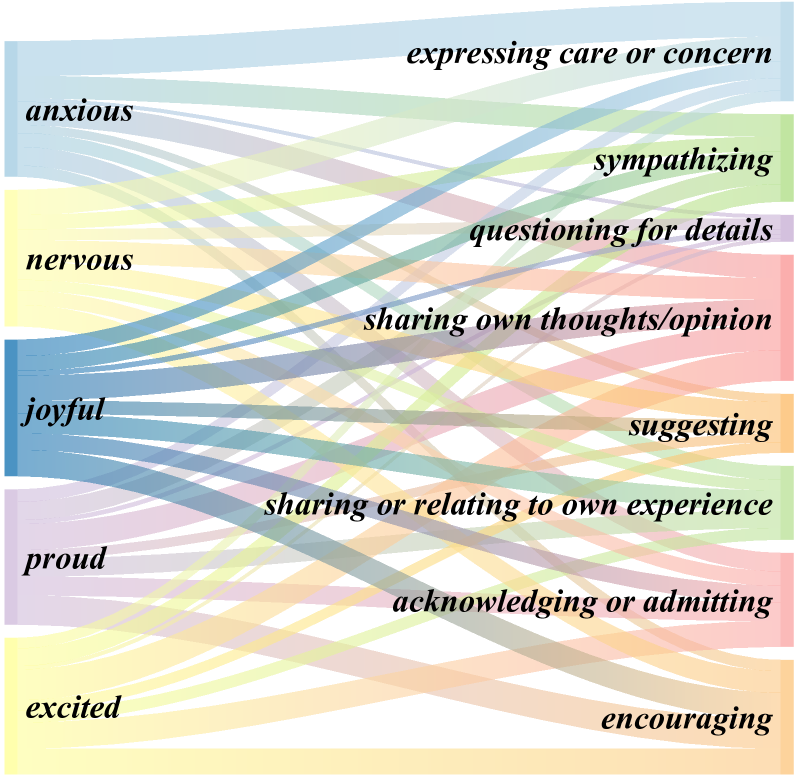 expressing care or concern
anxious
sympathizing
questioning for details
nervous
sharing own thoughts/opinion
joyful
suggesting
sharing or relating to own experience
proud
acknowledging or admitting
excited
encouraging